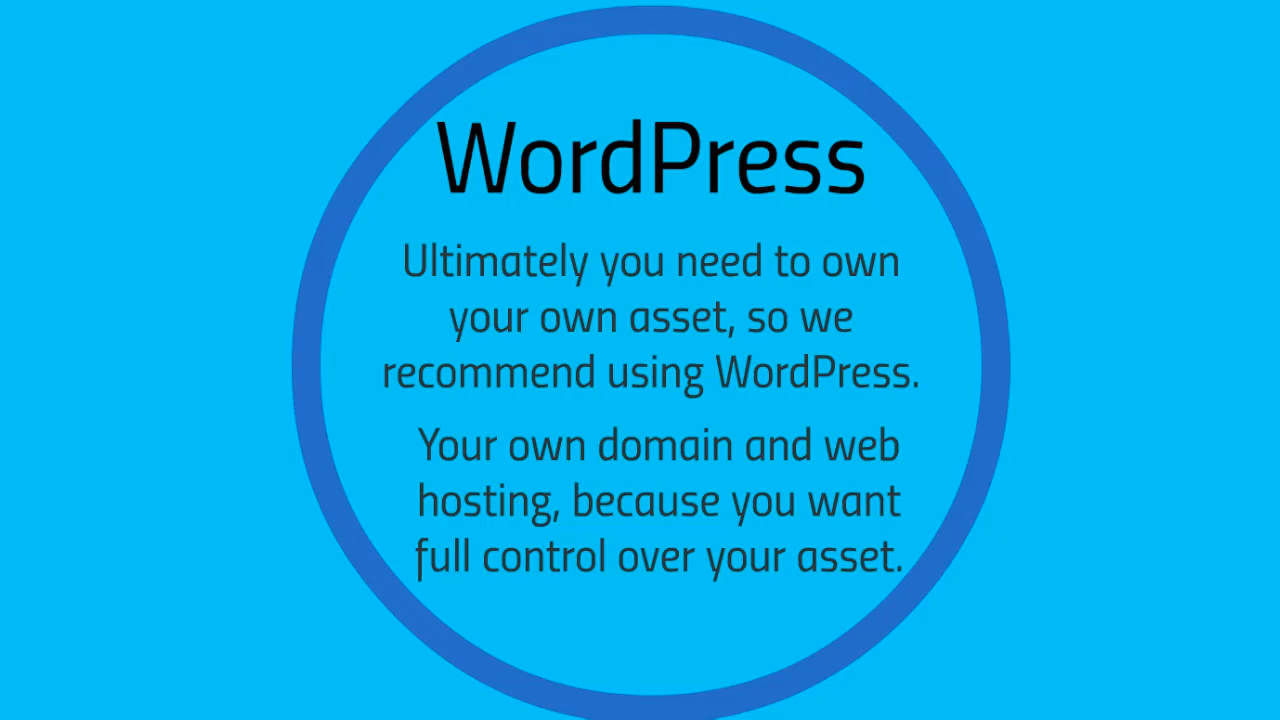 WordPress
Ultimately you need to own
your own asset, so we
recommend using WordPress.
Your own domain and web
hosting, because you want
full control over your asset.